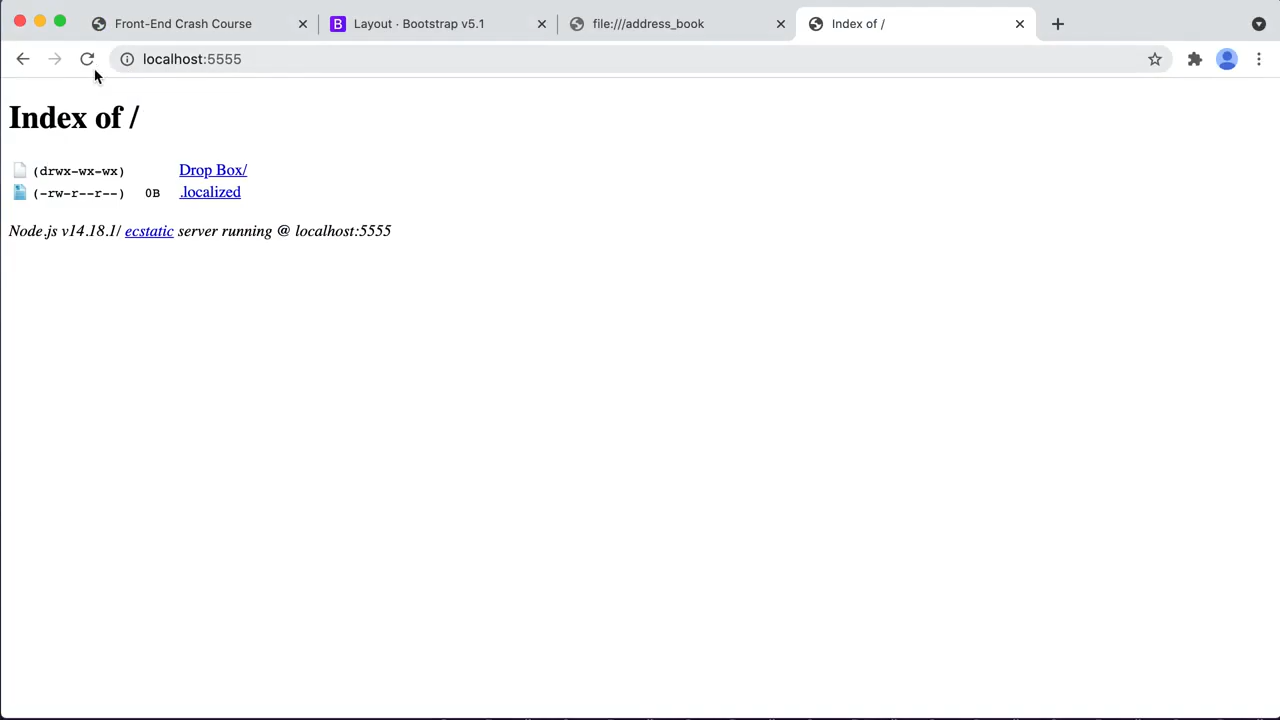 Front-End Crash Course
B Layout · Bootstrap v5.1
file:///address_book
Index of /
localhost:5555
Index of /
(drwx-wx-wx) Drop Box/
(-rw-r--r--) 0B .localized
Node.js v14.18.1/ ecstatic server running @ localhost:5555